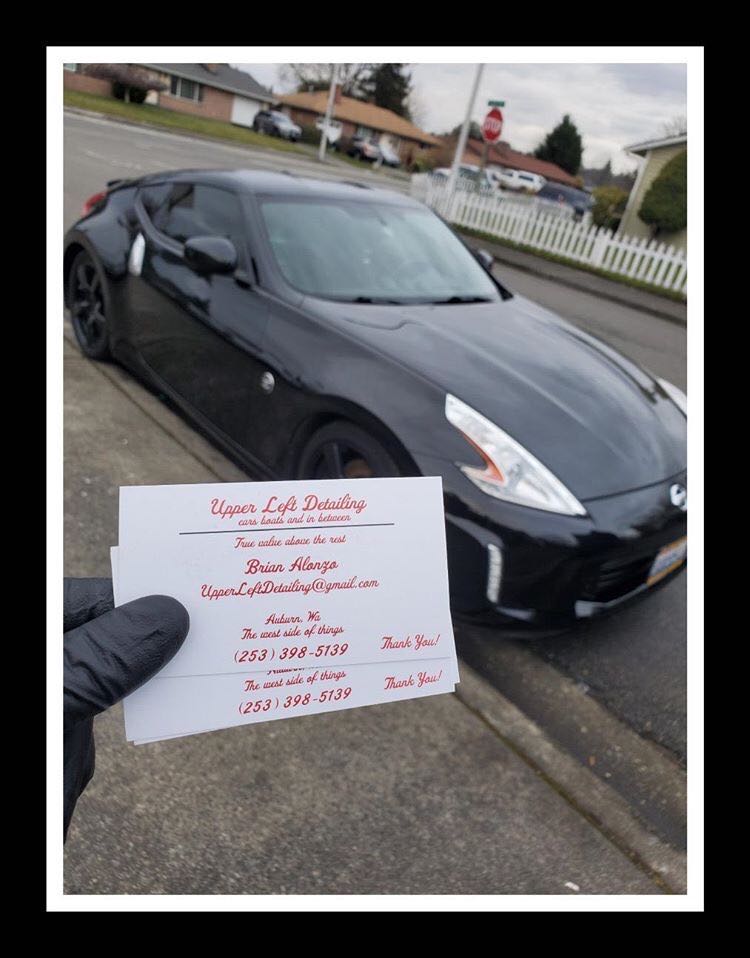 STOP
Upper Left Detailing
cars boats and in between
True value above the rest
Brian Alonzo
UpperLeftDetailing@gmail.com
Auburn, Wa
The west side of things
(253) 398-5139
Thank You!
The west side of things
(253) 398-5139
Thank You!